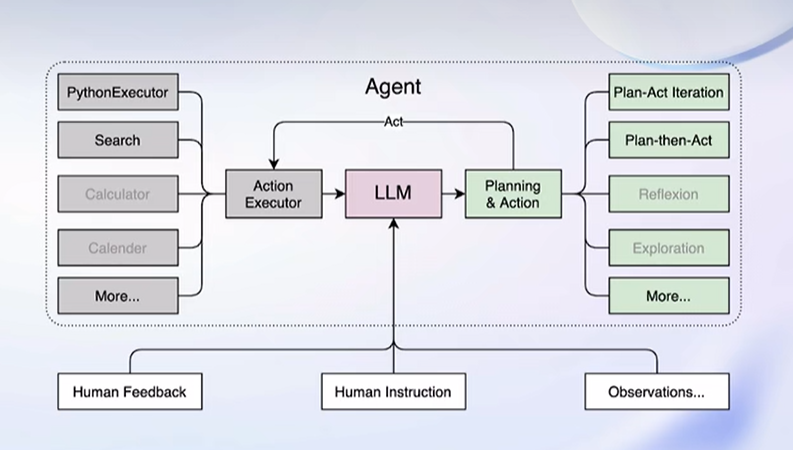 Agent
PythonExecutor
Search
Calculator
Calender
More...
Act
Action
Executor
LLM
Planning
& Action
Plan-Act Iteration
Plan-then-Act
Reflexion
Exploration
More...
Human Feedback
Human Instruction
Observations...